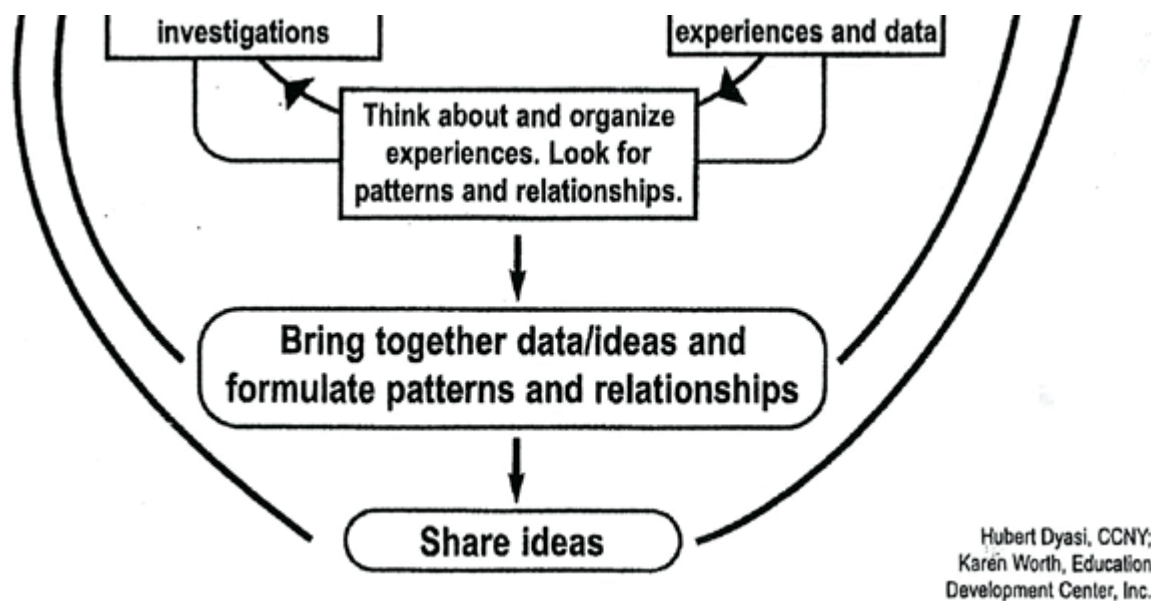 investigations
experiences and data
Think about and organize
experiences. Look for
patterns and relationships.
Bring together data/ideas and
formulate patterns and relationships
Share ideas
Hubert Dyasi, CCNY;
Karen Worth, Education
Development Center, Inc.